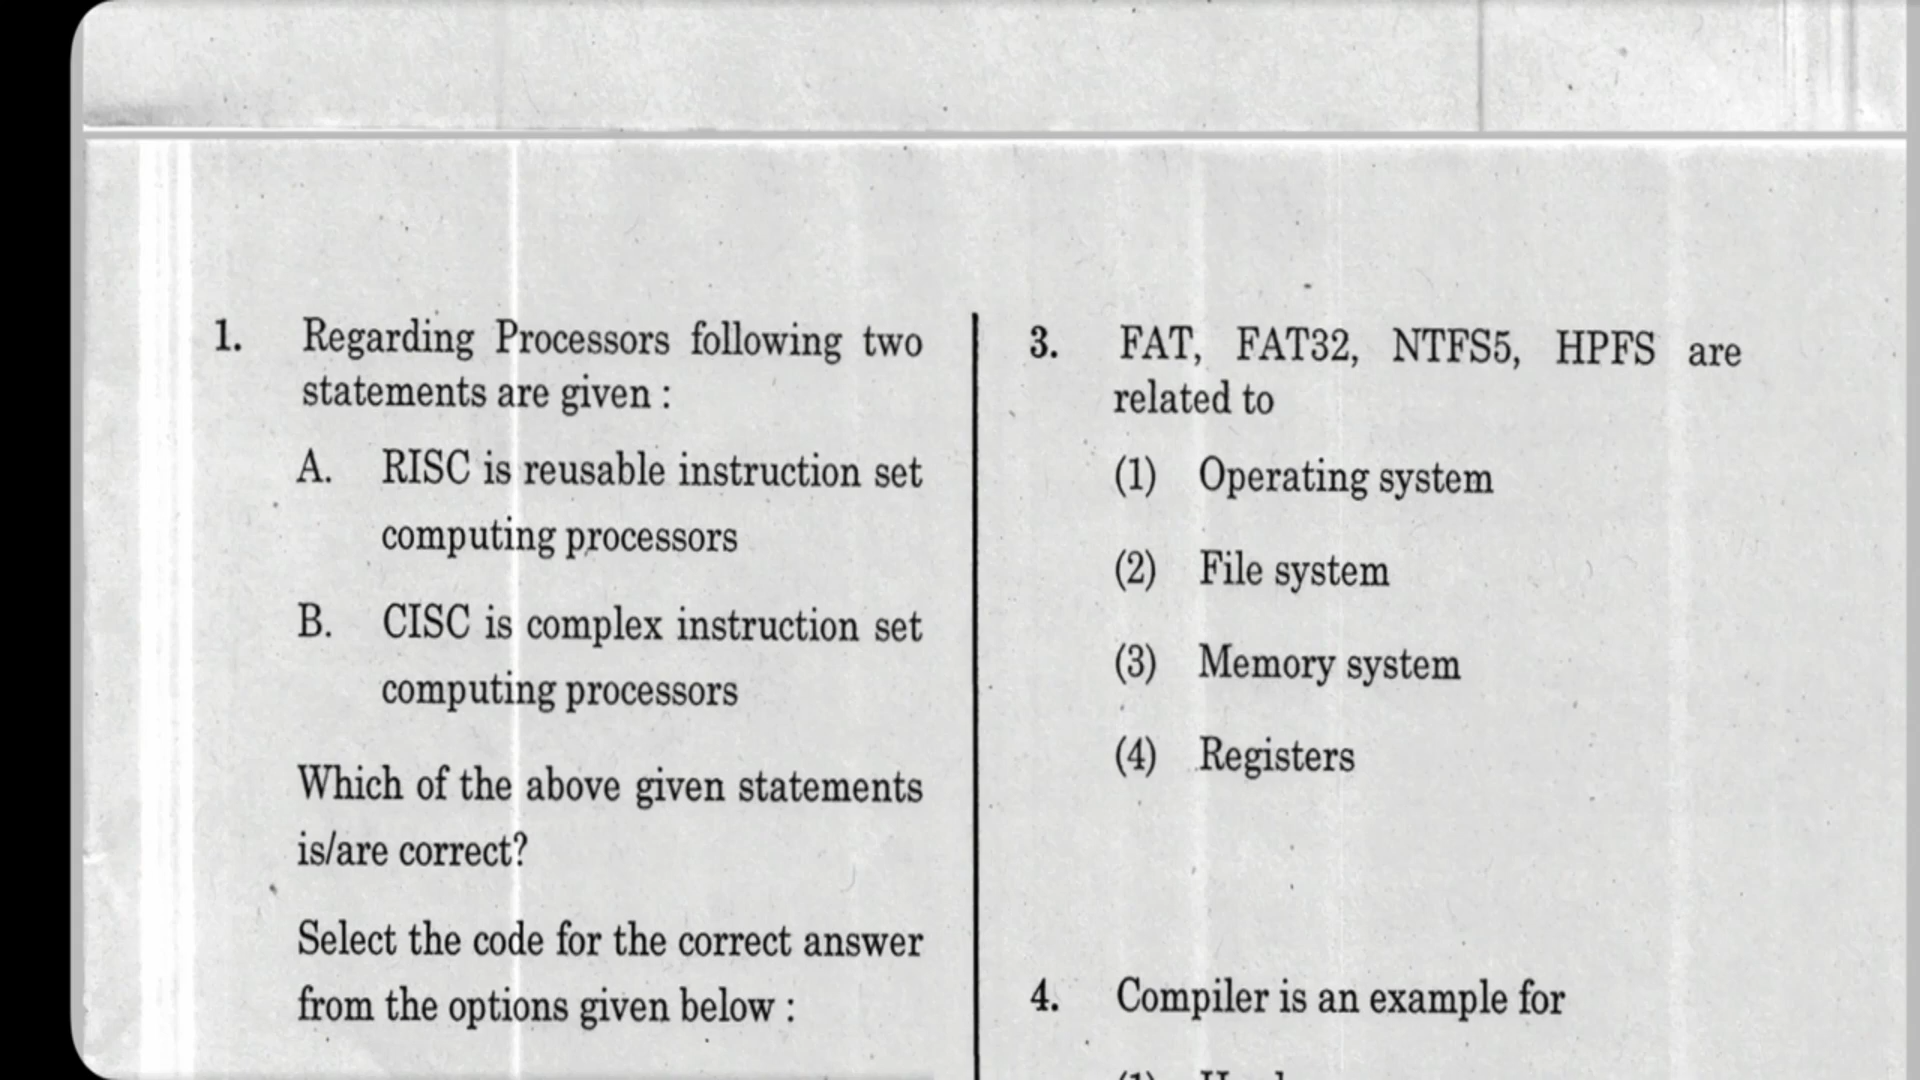 1. Regarding Processors following two
statements are given :
A. RISC is reusable instruction set
computing processors
B. CISC is complex instruction set
computing processors
Which of the above given statements
is/are correct?
Select the code for the correct answer
from the options given below :
3. FAT, FAT32, NTFS5, HPFS are
related to
(1) Operating system
(2) File system
(3) Memory system
(4) Registers
4. Compiler is an example for